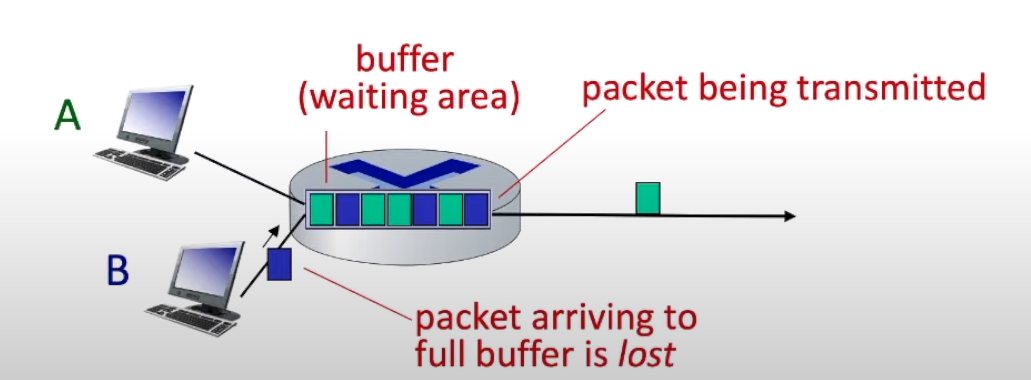 buffer
(waiting area)
packet being transmitted
A
B
packet arriving to
full buffer is lost